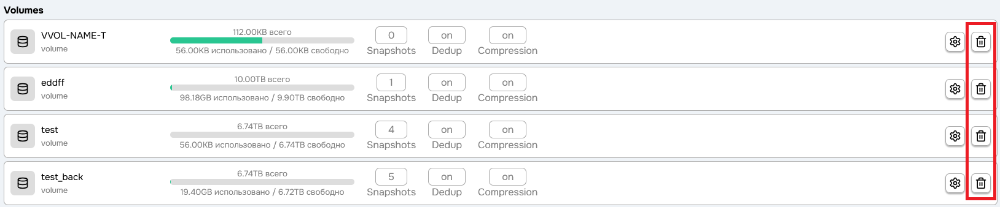 Volumes
VVOL-NAME-T
volume
112.00KB всего
56.00KB использовано / 56.00KB свободно
0
Snapshots
on
Dedup
on
Compression
eddff
volume
10.00TB всего
98.18GB использовано / 9.90TB свободно
1
Snapshots
on
Dedup
on
Compression
test
volume
6.74TB всего
56.00KB использовано / 6.74TB свободно
4
Snapshots
on
Dedup
on
Compression
test_back
volume
6.74TB всего
19.40GB использовано / 6.72TB свободно
5
Snapshots
on
Dedup
on
Compression